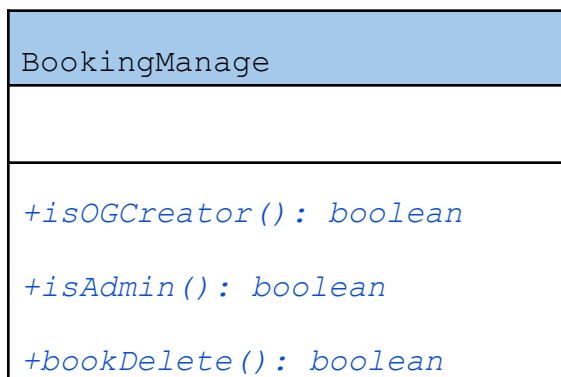 BookingManage
+isOGCreator(): boolean
+isAdmin(): boolean
+bookDelete(): boolean